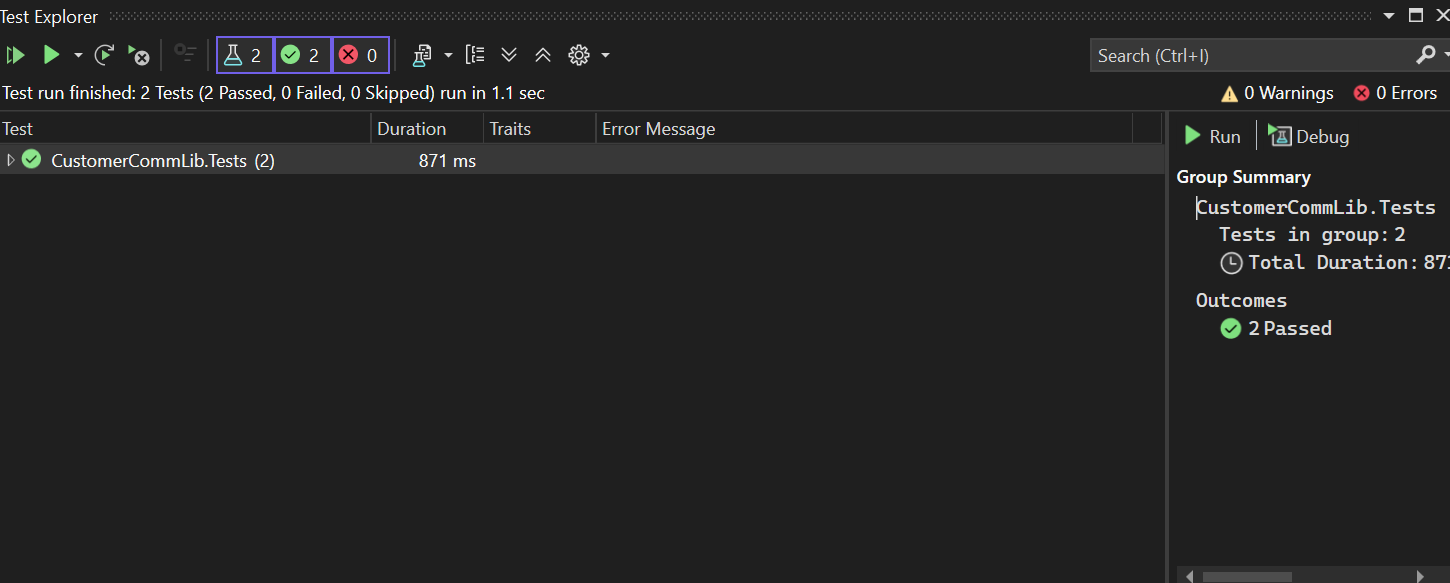 Test Explorer
2 2 0
Search (Ctrl+I)
Test run finished: 2 Tests (2 Passed, 0 Failed, 0 Skipped) run in 1.1 sec
0 Warnings 0 Errors
Test Duration Traits Error Message
CustomerCommLib.Tests (2) 871 ms
Run Debug
Group Summary
CustomerCommLib.Tests
Tests in group: 2
Total Duration: 871
Outcomes
2 Passed